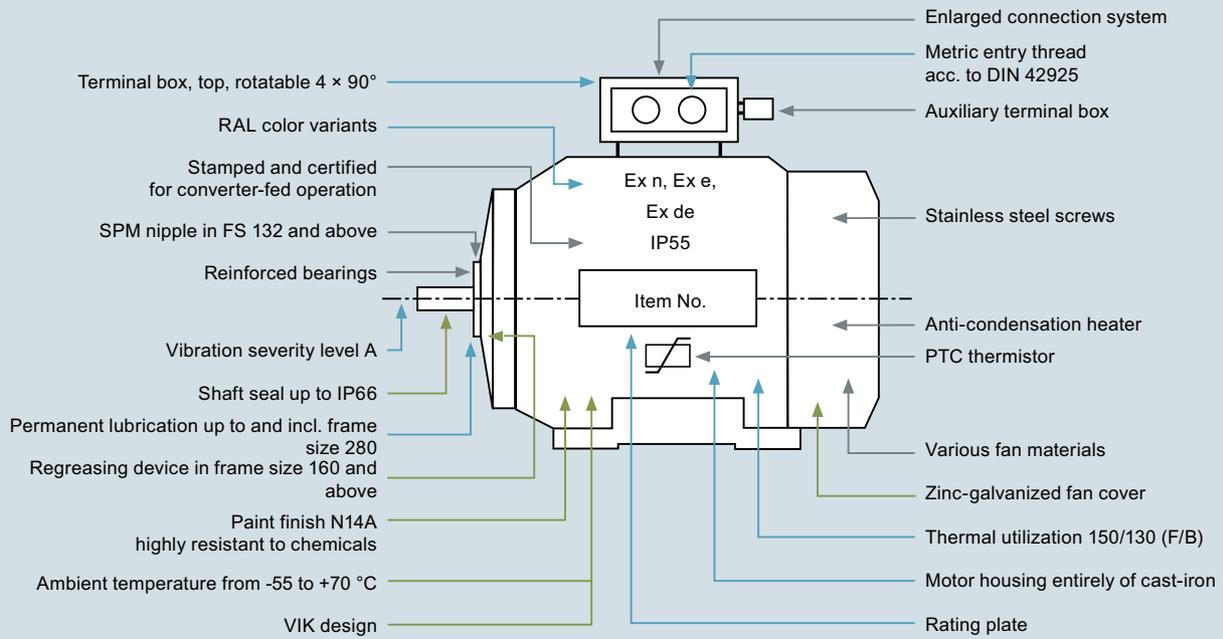 Enlarged connection system
Metric entry thread
acc. to DIN 42925
Auxiliary terminal box
Terminal box, top, rotatable 4 × 90°
RAL color variants
Stamped and certified
for converter-fed operation
SPM nipple in FS 132 and above
Reinforced bearings
Vibration severity level A
Shaft seal up to IP66
Permanent lubrication up to and incl. frame
size 280
Regreasing device in frame size 160 and
above
Paint finish N14A
highly resistant to chemicals
Ambient temperature from -55 to +70 °C
VIK design
Ex n, Ex e,
Ex de
IP55
Item No.
Stainless steel screws
Anti-condensation heater
PTC thermistor
Various fan materials
Zinc-galvanized fan cover
Thermal utilization 150/130 (F/B)
Motor housing entirely of cast-iron
Rating plate